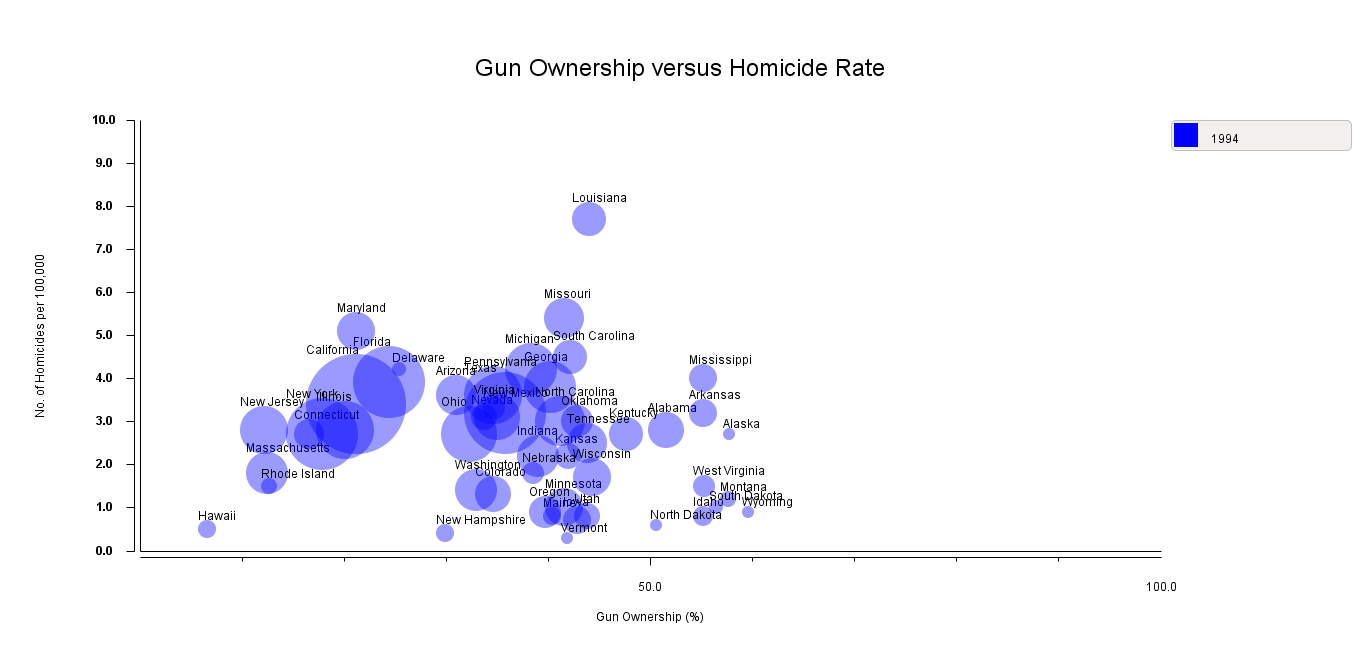 Gun Ownership versus Homicide Rate
1994
10.0
9.0
8.0
7.0
6.0
5.0
4.0
3.0
2.0
1.0
0.0
No. of Homicides per 100,000
Louisiana
Missouri
Maryland
South Carolina
Michigan
Florida
California
Georgia
Delaware
Mississippi
Pennsylvania
Texas
Arizona
Virginia
New Mexico
North Carolina
New York
Illinois
Arkansas
Nevada
Oklahoma
New Jersey
Ohio
Alabama
Connecticut
Kentucky
Tennessee
Alaska
Indiana
Kansas
Massachusetts
Nebraska
Wisconsin
Washington
Colorado
Rhode Island
West Virginia
Minnesota
Montana
Oregon
South Dakota
Maine
Iowa
Utah
Idaho
Wyoming
Hawaii
New Hampshire
North Dakota
Vermont
50.0
100.0
Gun Ownership (%)